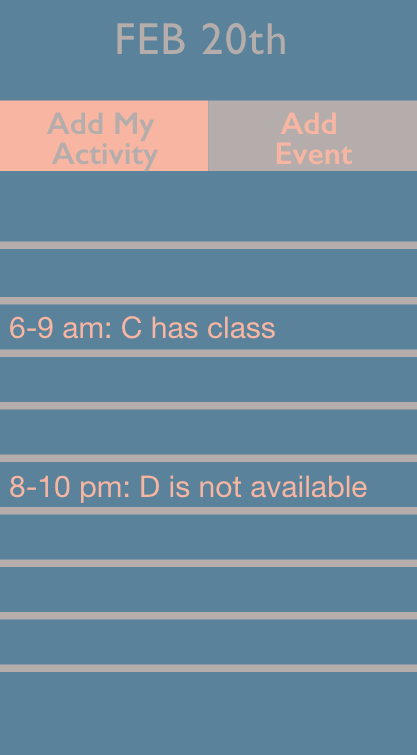 FEB 20th
Add My
Activity
Add
Event
6-9 am: C has class
8-10 pm: D is not available